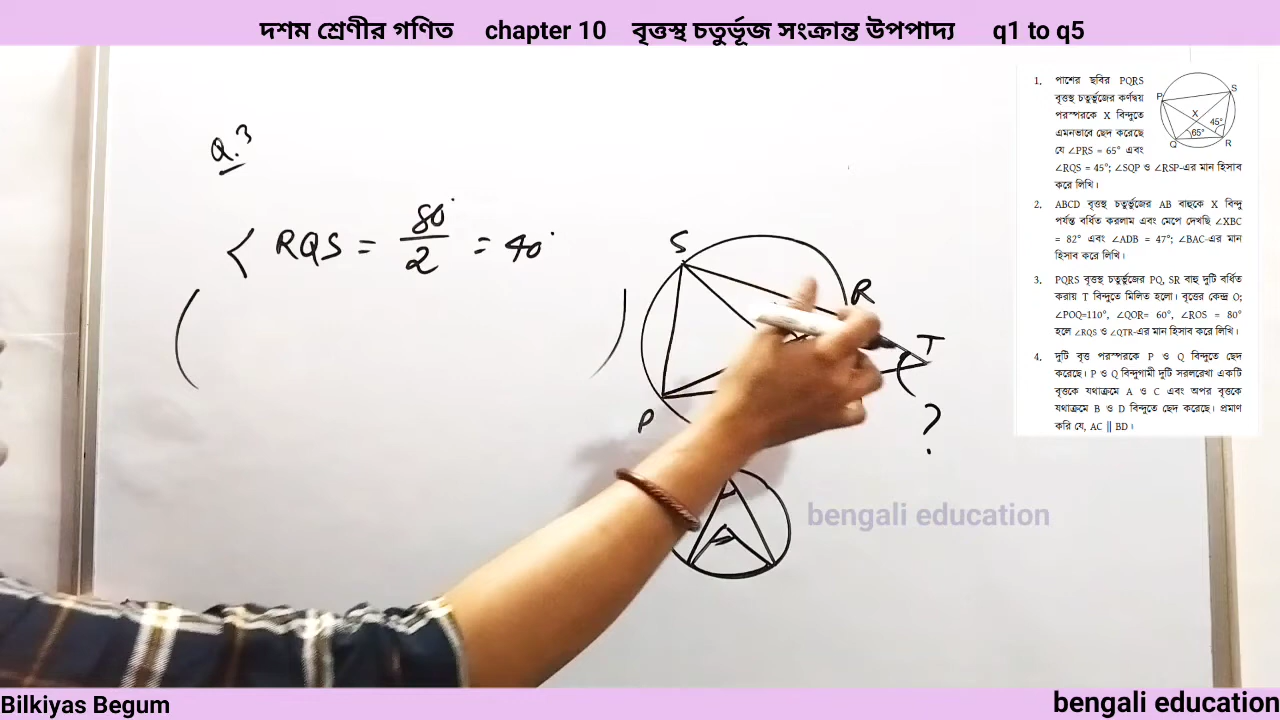 দশম শ্রেণীর গণিত chapter 10 বৃত্তস্থ চতুর্ভূজ সংক্রান্ত উপপাদ্য q1 to q5
Q.3
< RQS = 80°/2 = 40°
S
R
T
P
?
1. পাশের ছবির PQRS
বৃত্তস্থ চতুর্ভুজের কর্ণদ্বয়
পরস্পরকে X বিন্দুতে
এমনভাবে ছেদ করেছে
যে ∠PRS = 65° এবং
∠RQS = 45°; ∠SQP ও ∠RSP-এর মান হিসাব
করে লিখি।
P
S
X
45°
65°
Q
R
2. ABCD বৃত্তস্থ চতুর্ভুজের AB বাহুকে X বিন্দু
পর্যন্ত বর্ধিত করলাম এবং মেপে দেখছি ∠XBC
= 82° এবং ∠ADB = 47°; ∠BAC-এর মান
হিসাব করে লিখি।
3. PQRS বৃত্তস্থ চতুর্ভুজের PQ, SR বাহু দুটি বর্ধিত
করায় T বিন্দুতে মিলিত হলো। বৃত্তের কেন্দ্র O;
∠POQ=110°, ∠QOR= 60°, ∠ROS = 80°
হলে ∠RQS ও ∠QTR-এর মান হিসাব করে লিখি।
4. দুটি বৃত্ত পরস্পরকে P ও Q বিন্দুতে ছেদ
করেছে। P ও Q বিন্দুগামী দুটি সরলরেখা একটি
বৃত্তকে যথাক্রমে A ও C এবং অপর বৃত্তকে
যথাক্রমে B ও D বিন্দুতে ছেদ করেছে। প্রমাণ
করি যে, AC || BD।
bengali education
Bilkiyas Begum
bengali education